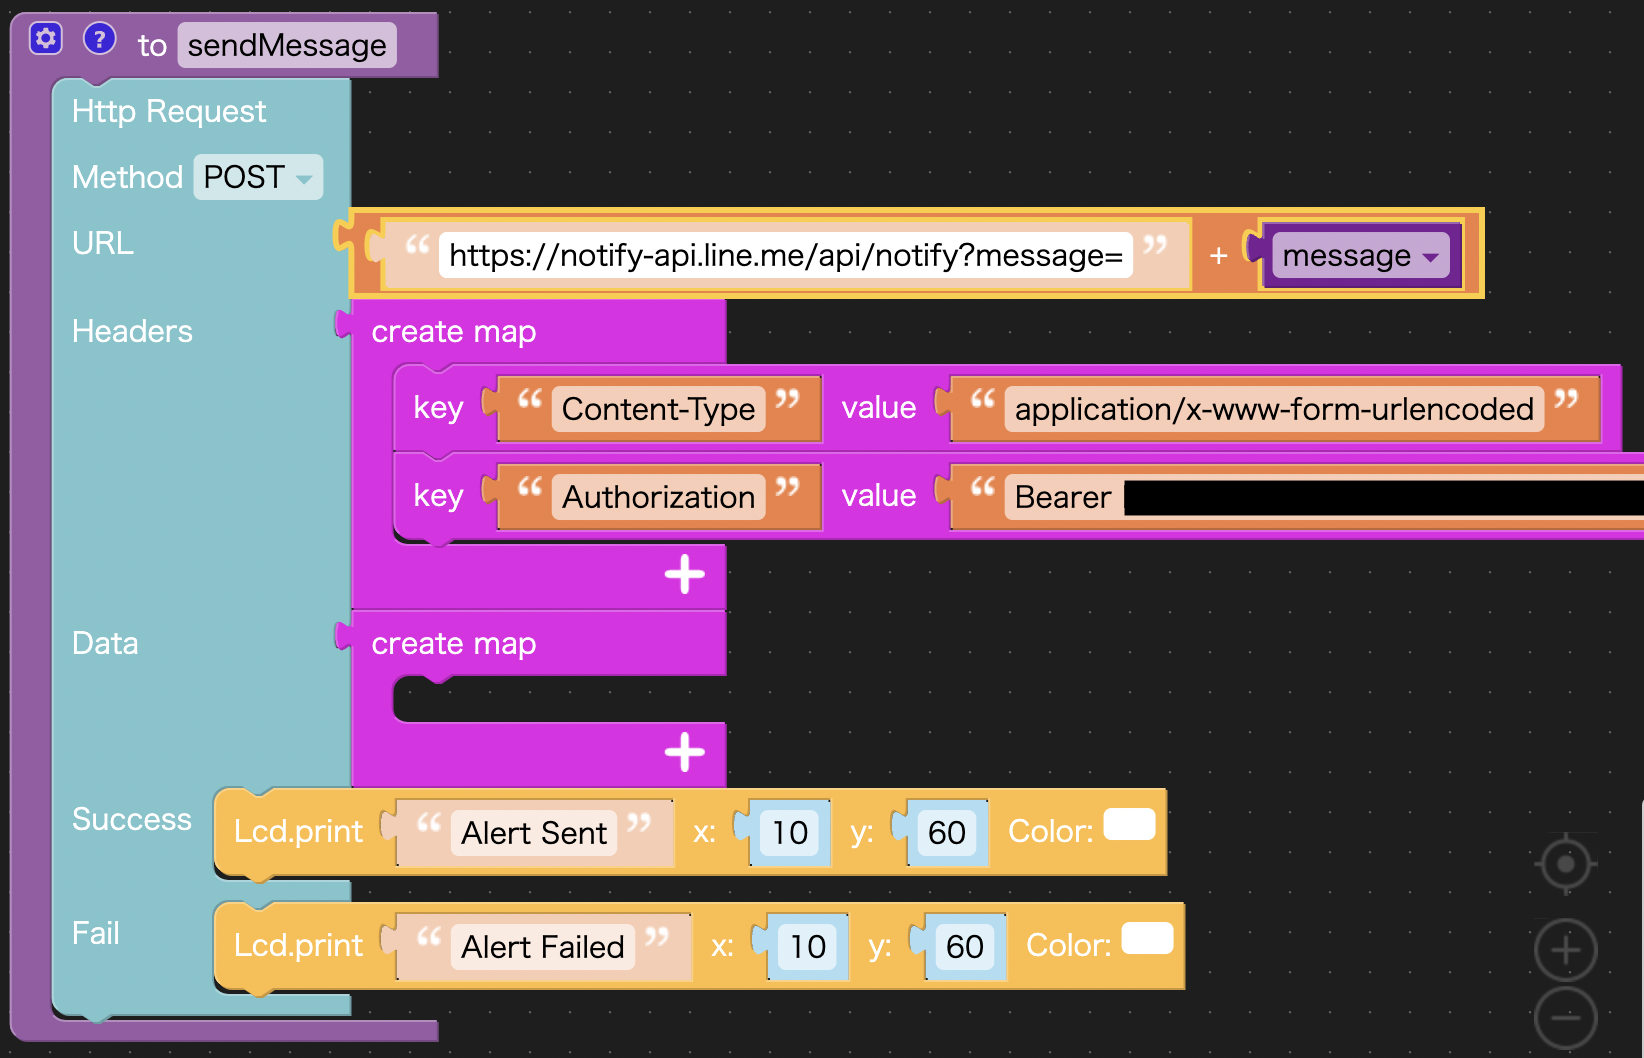 ? to sendMessage
Http Request
Method POST
URL “ https://notify-api.line.me/api/notify?message= ” + message
Headers create map
key “ Content-Type ” value “ application/x-www-form-urlencoded ”
key “ Authorization ” value “ Bearer
+
Data create map
+
Success Lcd.print “ Alert Sent ” x: 10 y: 60 Color:
Fail Lcd.print “ Alert Failed ” x: 10 y: 60 Color: